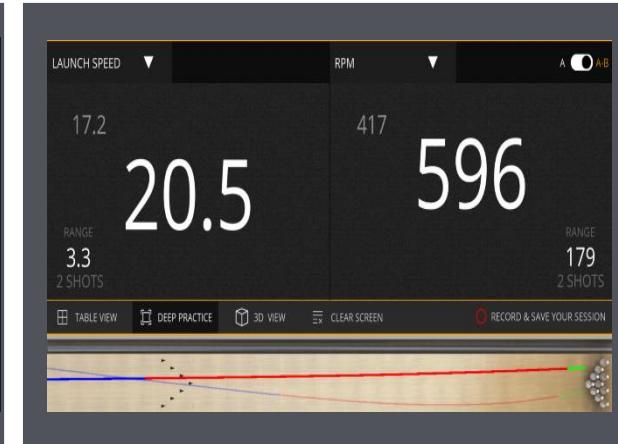 LAUNCH SPEED
RPM
A A-B
17.2
20.5
RANGE
3.3
2 SHOTS
417
596
RANGE
179
2 SHOTS
TABLE VIEW
DEEP PRACTICE
3D VIEW
CLEAR SCREEN
RECORD & SAVE YOUR SESSION